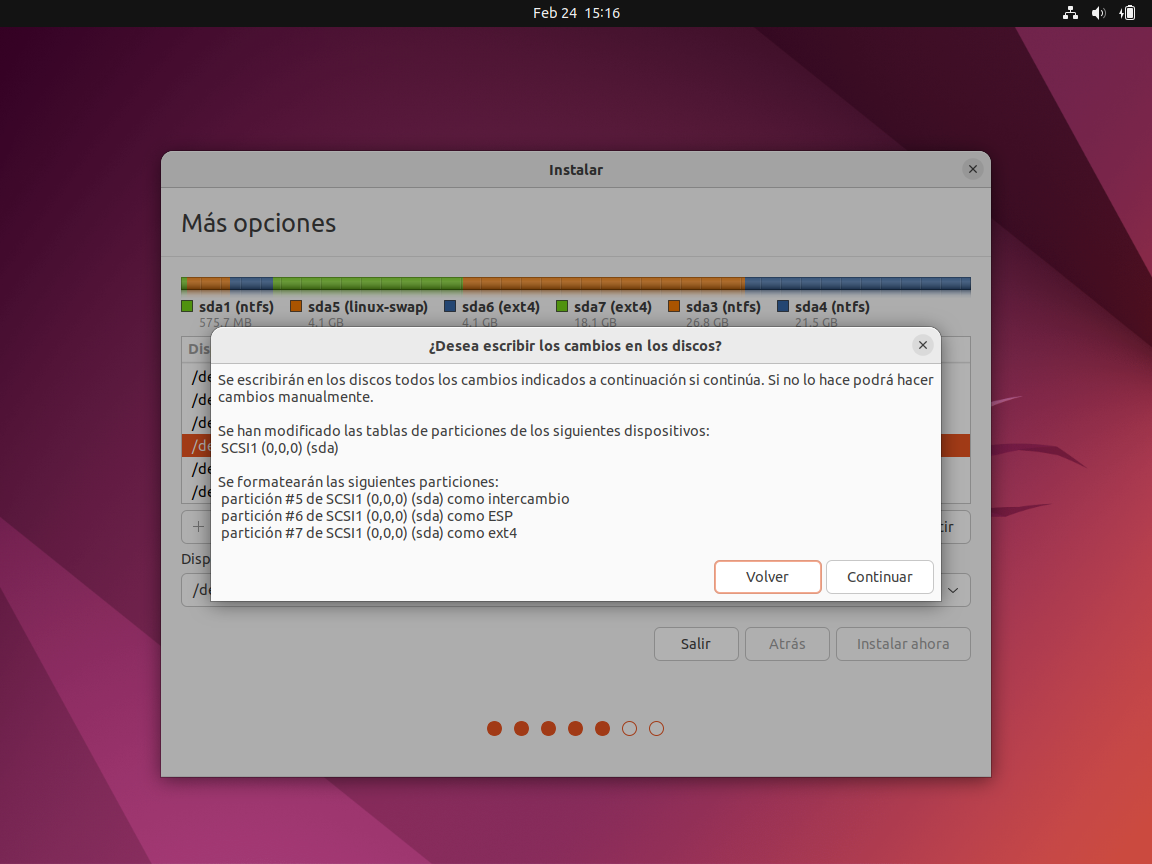 Feb 24 15:16
Instalar
Más opciones
sda1 (ntfs) sda5 (linux-swap) sda6 (ext4) sda7 (ext4) sda3 (ntfs) sda4 (ntfs)
575.7 MB 4.1 GB 4.1 GB 18.1 GB 26.8 GB 21.5 GB
Dis
¿Desea escribir los cambios en los discos?
/de
/de
/de
/de
/de
/de
Se escribirán en los discos todos los cambios indicados a continuación si continúa. Si no lo hace podrá hacer
cambios manualmente.
Se han modificado las tablas de particiones de los siguientes dispositivos:
SCSI1 (0,0,0) (sda)
Se formatearán las siguientes particiones:
partición #5 de SCSI1 (0,0,0) (sda) como intercambio
partición #6 de SCSI1 (0,0,0) (sda) como ESP
partición #7 de SCSI1 (0,0,0) (sda) como ext4
+ tir
Disp
/de
Volver Continuar
Salir Atrás Instalar ahora